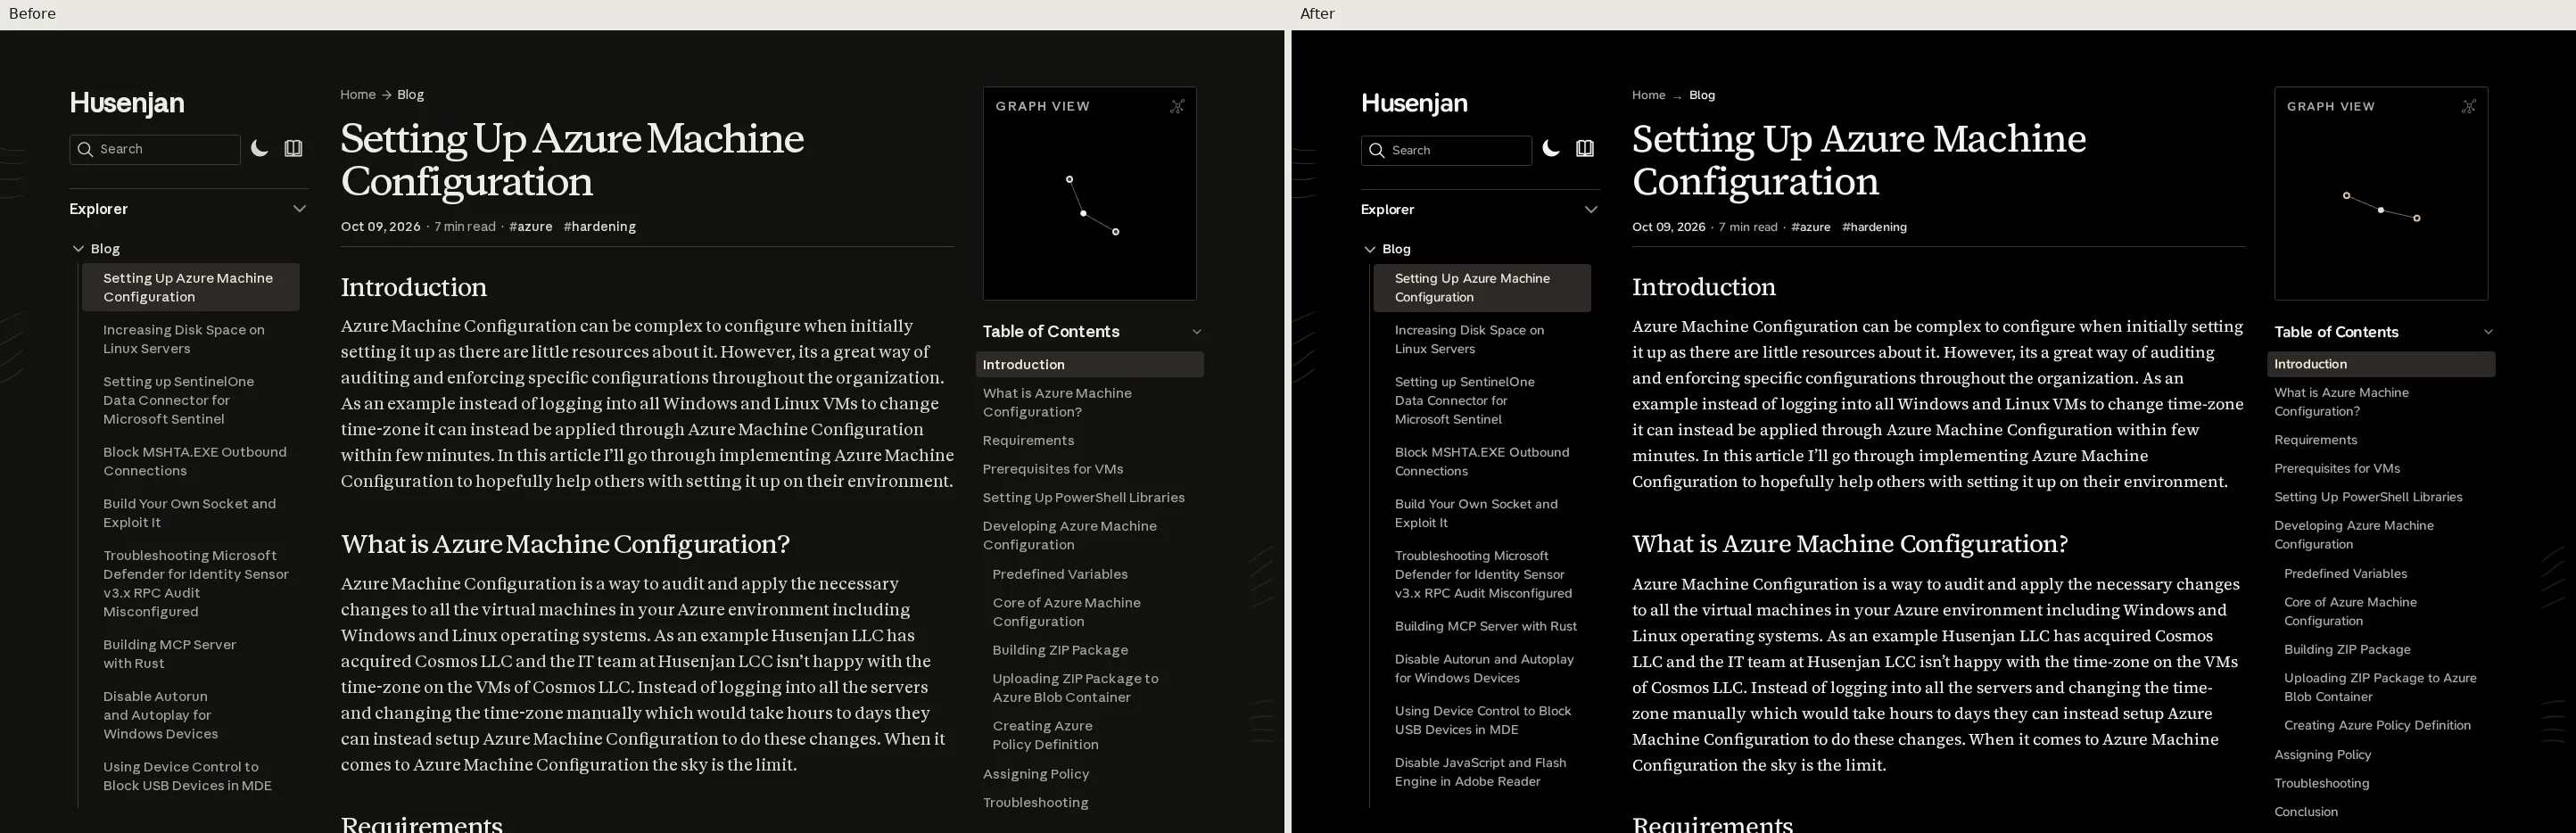 Before
Husenjan
Search
Explorer
Blog
Setting Up Azure Machine
Configuration
Increasing Disk Space on
Linux Servers
Setting up SentinelOne
Data Connector for
Microsoft Sentinel
Block MSHTA.EXE Outbound
Connections
Build Your Own Socket and
Exploit It
Troubleshooting Microsoft
Defender for Identity Sensor
v3.x RPC Audit
Misconfigured
Building MCP Server
with Rust
Disable Autorun
and Autoplay for
Windows Devices
Using Device Control to
Block USB Devices in MDE
Home → Blog
Setting Up Azure Machine
Configuration
Oct 09, 2026 · 7 min read · #azure #hardening
Introduction
Azure Machine Configuration can be complex to configure when initially
setting it up as there are little resources about it. However, its a great way of
auditing and enforcing specific configurations throughout the organization.
As an example instead of logging into all Windows and Linux VMs to change
time-zone it can instead be applied through Azure Machine Configuration
within few minutes. In this article I’ll go through implementing Azure Machine
Configuration to hopefully help others with setting it up on their environment.
What is Azure Machine Configuration?
Azure Machine Configuration is a way to audit and apply the necessary
changes to all the virtual machines in your Azure environment including
Windows and Linux operating systems. As an example Husenjan LLC has
acquired Cosmos LLC and the IT team at Husenjan LCC isn’t happy with the
time-zone on the VMs of Cosmos LLC. Instead of logging into all the servers
and changing the time-zone manually which would take hours to days they
can instead setup Azure Machine Configuration to do these changes. When it
comes to Azure Machine Configuration the sky is the limit.
Requirements
GRAPH VIEW
Table of Contents
Introduction
What is Azure Machine
Configuration?
Requirements
Prerequisites for VMs
Setting Up PowerShell Libraries
Developing Azure Machine
Configuration
Predefined Variables
Core of Azure Machine
Configuration
Building ZIP Package
Uploading ZIP Package to
Azure Blob Container
Creating Azure
Policy Definition
Assigning Policy
Troubleshooting
After
Husenjan
Search
Explorer
Blog
Setting Up Azure Machine
Configuration
Increasing Disk Space on
Linux Servers
Setting up SentinelOne
Data Connector for
Microsoft Sentinel
Block MSHTA.EXE Outbound
Connections
Build Your Own Socket and
Exploit It
Troubleshooting Microsoft
Defender for Identity Sensor
v3.x RPC Audit Misconfigured
Building MCP Server with Rust
Disable Autorun and Autoplay
for Windows Devices
Using Device Control to Block
USB Devices in MDE
Disable JavaScript and Flash
Engine in Adobe Reader
Home → Blog
Setting Up Azure Machine
Configuration
Oct 09, 2026 · 7 min read · #azure #hardening
Introduction
Azure Machine Configuration can be complex to configure when initially setting
it up as there are little resources about it. However, its a great way of auditing
and enforcing specific configurations throughout the organization. As an
example instead of logging into all Windows and Linux VMs to change time-zone
it can instead be applied through Azure Machine Configuration within few
minutes. In this article I’ll go through implementing Azure Machine
Configuration to hopefully help others with setting it up on their environment.
What is Azure Machine Configuration?
Azure Machine Configuration is a way to audit and apply the necessary changes
to all the virtual machines in your Azure environment including Windows and
Linux operating systems. As an example Husenjan LLC has acquired Cosmos
LLC and the IT team at Husenjan LCC isn’t happy with the time-zone on the VMs
of Cosmos LLC. Instead of logging into all the servers and changing the time-
zone manually which would take hours to days they can instead setup Azure
Machine Configuration to do these changes. When it comes to Azure Machine
Configuration the sky is the limit.
Requirements
GRAPH VIEW
Table of Contents
Introduction
What is Azure Machine
Configuration?
Requirements
Prerequisites for VMs
Setting Up PowerShell Libraries
Developing Azure Machine
Configuration
Predefined Variables
Core of Azure Machine
Configuration
Building ZIP Package
Uploading ZIP Package to Azure
Blob Container
Creating Azure Policy Definition
Assigning Policy
Troubleshooting
Conclusion